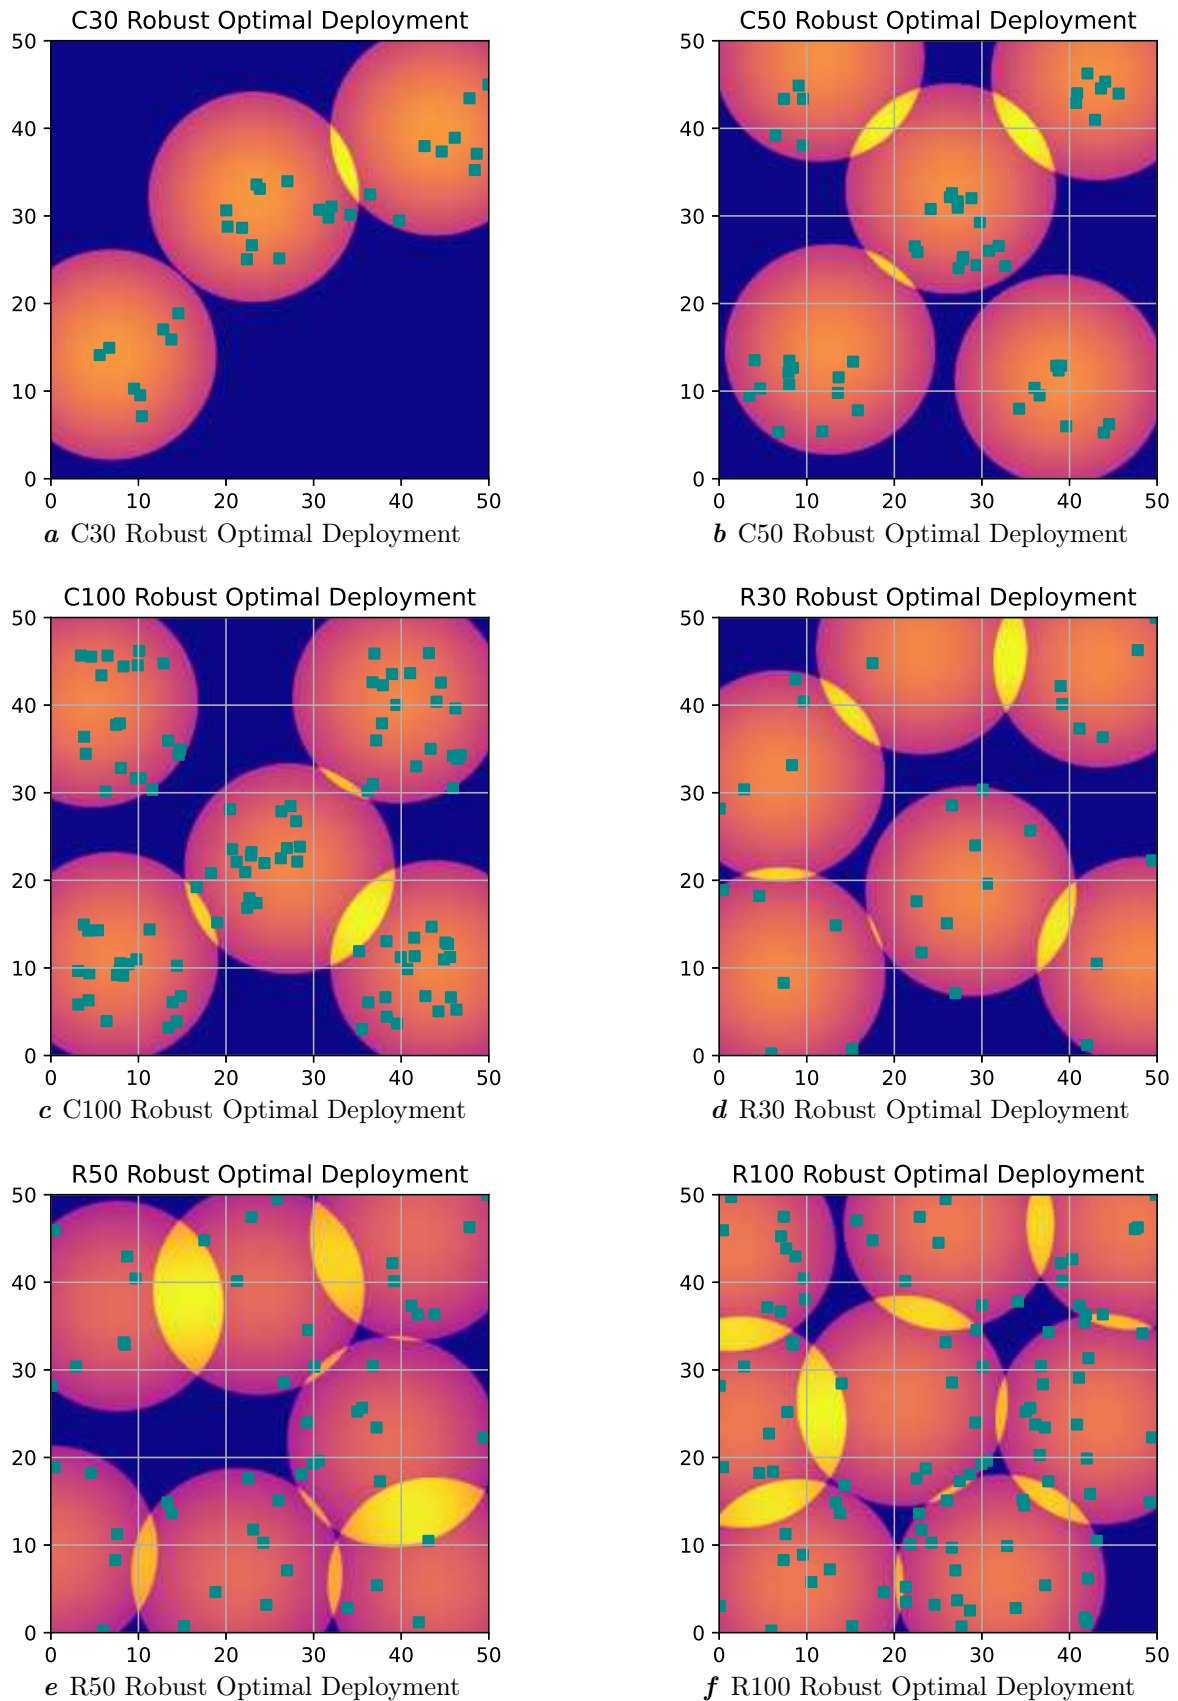 C30 Robust Optimal Deployment
50
40
30
20
10
0
0 10 20 30 40 50
a C30 Robust Optimal Deployment
C50 Robust Optimal Deployment
50
40
30
20
10
0
0 10 20 30 40 50
b C50 Robust Optimal Deployment
C100 Robust Optimal Deployment
50
40
30
20
10
0
0 10 20 30 40 50
c C100 Robust Optimal Deployment
R30 Robust Optimal Deployment
50
40
30
20
10
0
0 10 20 30 40 50
d R30 Robust Optimal Deployment
R50 Robust Optimal Deployment
50
40
30
20
10
0
0 10 20 30 40 50
e R50 Robust Optimal Deployment
R100 Robust Optimal Deployment
50
40
30
20
10
0
0 10 20 30 40 50
f R100 Robust Optimal Deployment